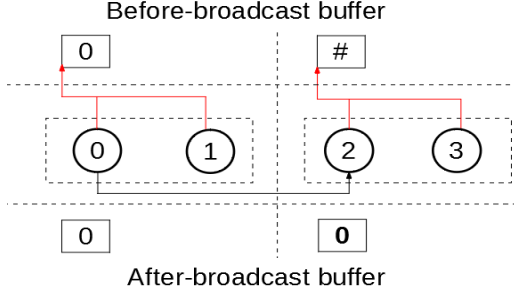 Before-broadcast buffer
0 #
0 1 2 3
0 0
After-broadcast buffer